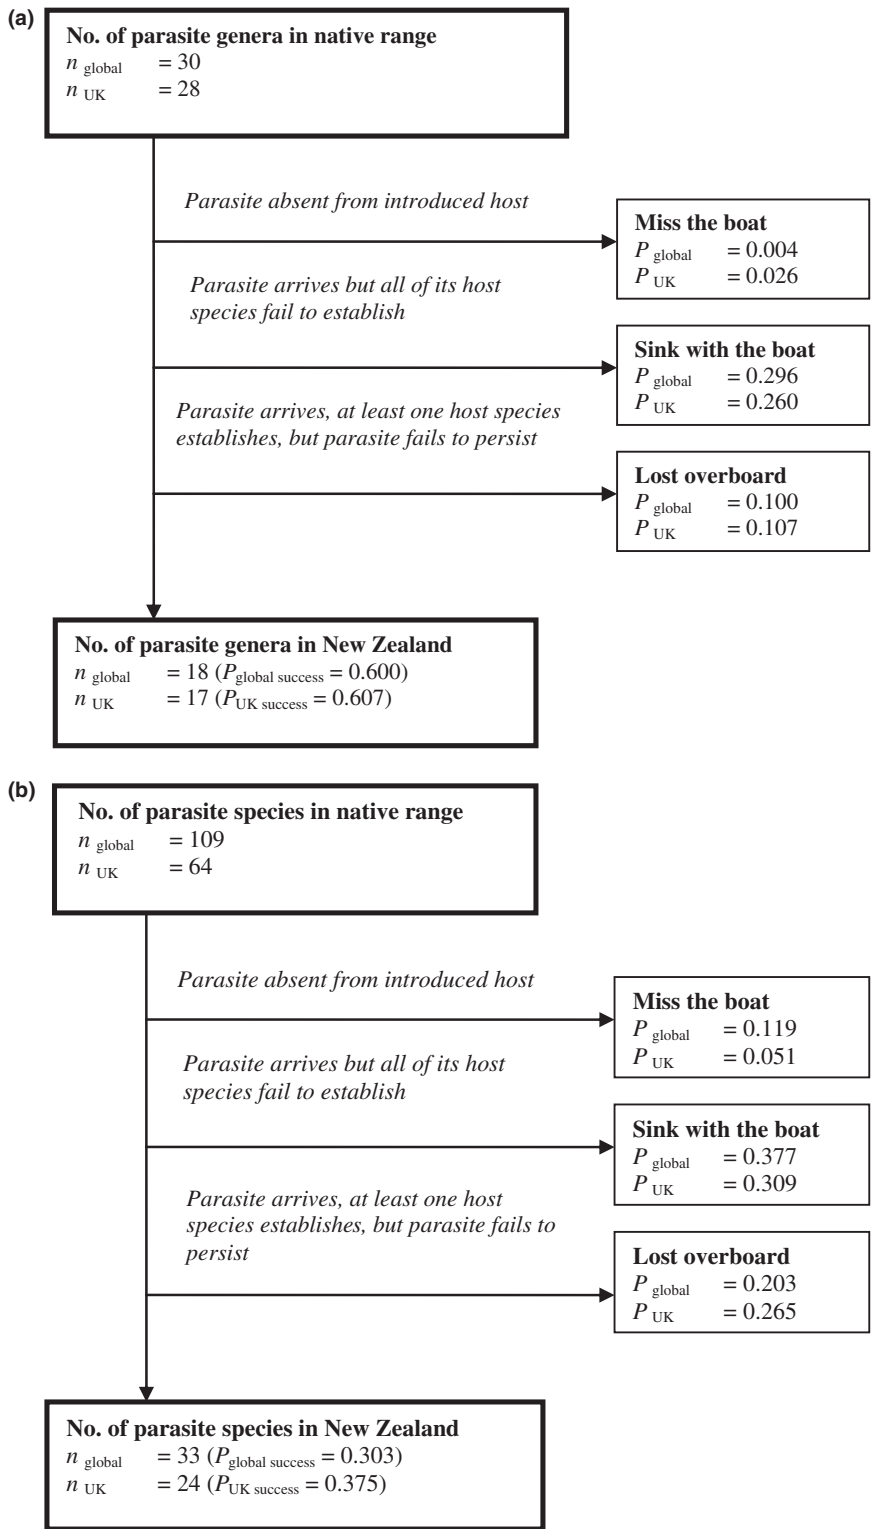 (a)
No. of parasite genera in native range
n global = 30
n UK = 28
Parasite absent from introduced host
Miss the boat
P global = 0.004
P UK = 0.026
Parasite arrives but all of its host
species fail to establish
Sink with the boat
P global = 0.296
P UK = 0.260
Parasite arrives, at least one host species
establishes, but parasite fails to persist
Lost overboard
P global = 0.100
P UK = 0.107
No. of parasite genera in New Zealand
n global = 18 (P global success = 0.600)
n UK = 17 (P UK success = 0.607)
(b)
No. of parasite species in native range
n global = 109
n UK = 64
Parasite absent from introduced host
Miss the boat
P global = 0.119
P UK = 0.051
Parasite arrives but all of its host
species fail to establish
Sink with the boat
P global = 0.377
P UK = 0.309
Parasite arrives, at least one host
species establishes, but parasite fails to
persist
Lost overboard
P global = 0.203
P UK = 0.265
No. of parasite species in New Zealand
n global = 33 (P global success = 0.303)
n UK = 24 (P UK success = 0.375)